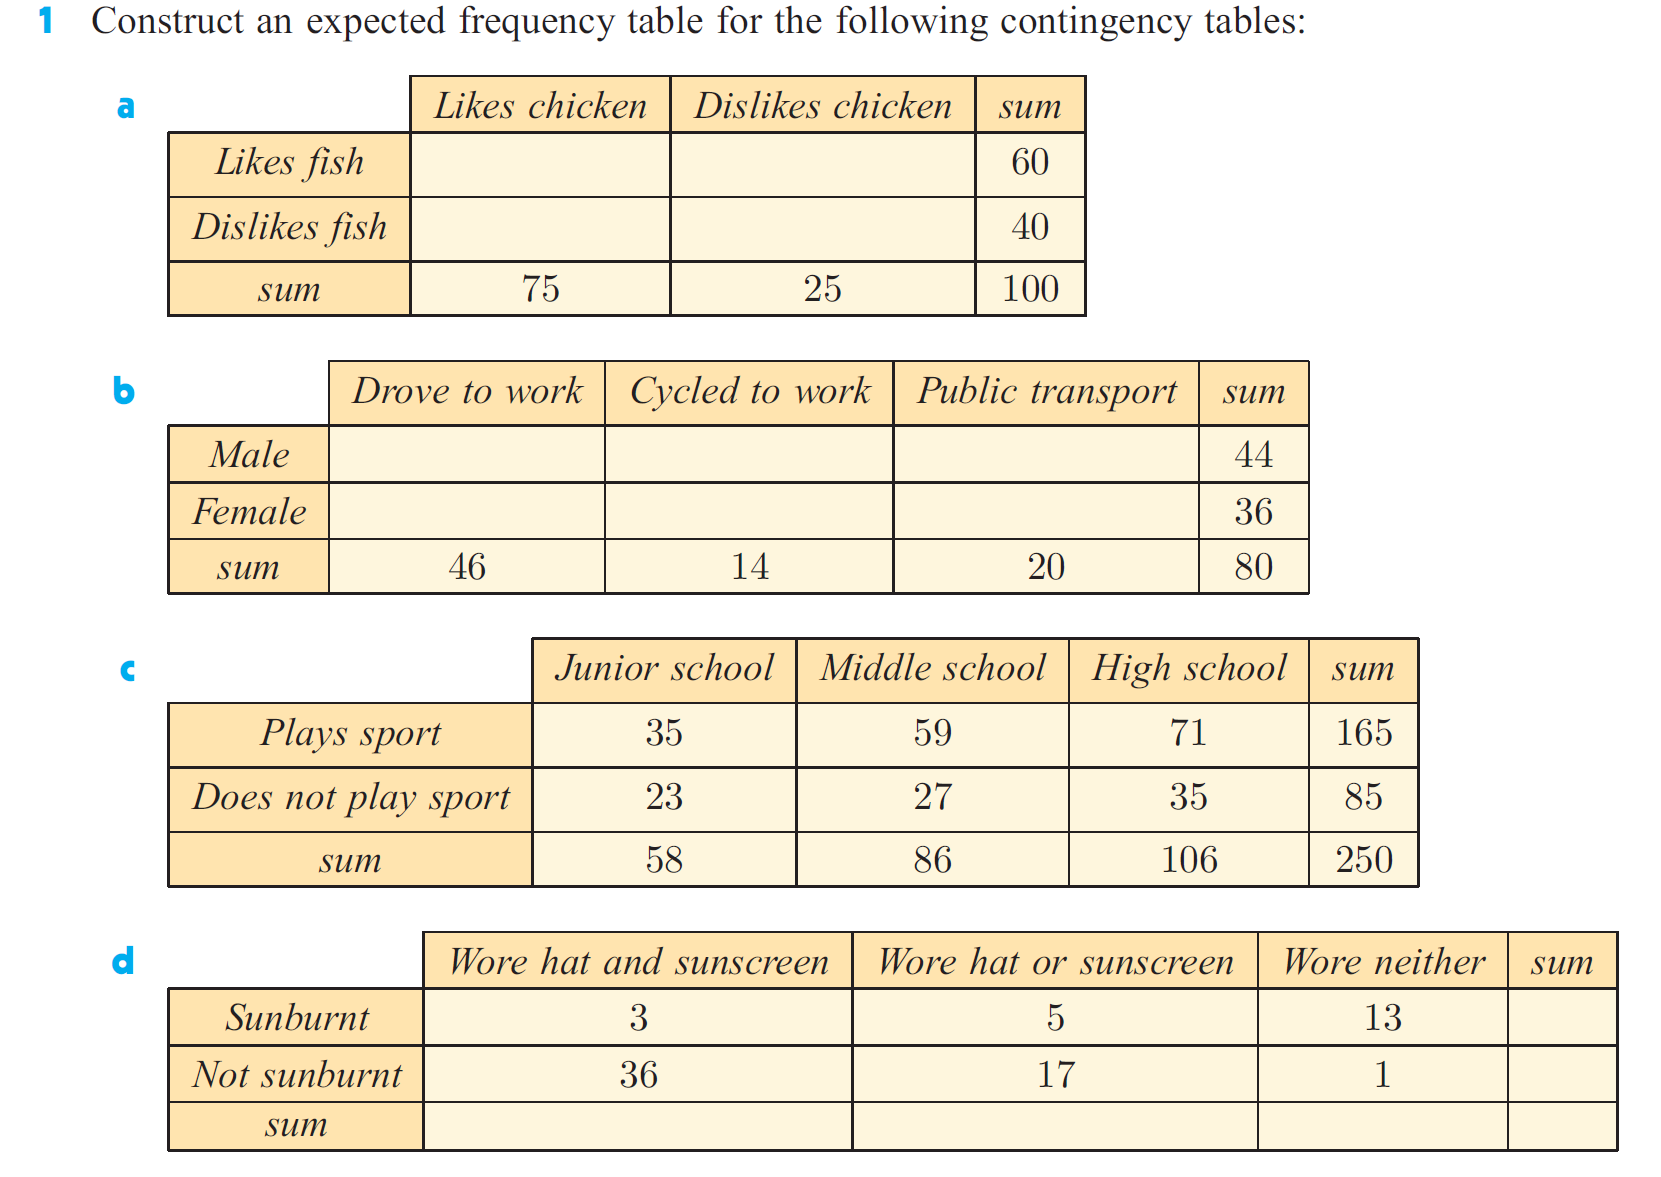 1 Construct an expected frequency table for the following contingency tables:
a Likes chicken Dislikes chicken sum
Likes fish 60
Dislikes fish 40
sum 75 25 100
b Drove to work Cycled to work Public transport sum
Male 44
Female 36
sum 46 14 20 80
c Junior school Middle school High school sum
Plays sport 35 59 71 165
Does not play sport 23 27 35 85
sum 58 86 106 250
d Wore hat and sunscreen Wore hat or sunscreen Wore neither sum
Sunburnt 3 5 13
Not sunburnt 36 17 1
sum